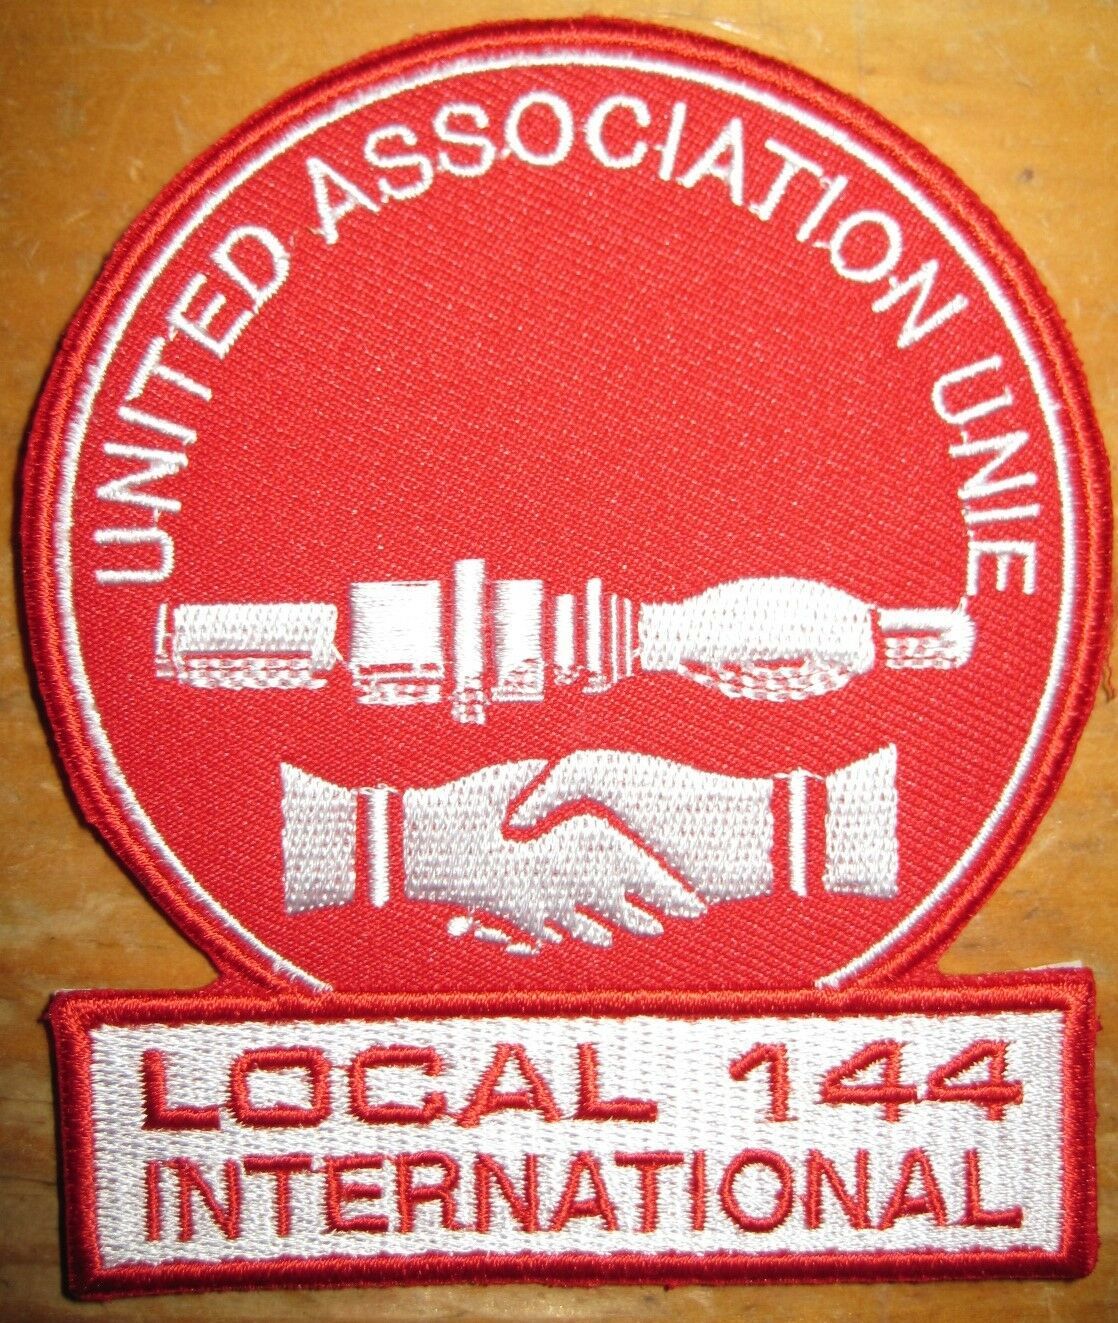 UNITED ASSOCIATION UNIE
LOCAL 144
INTERNATIONAL